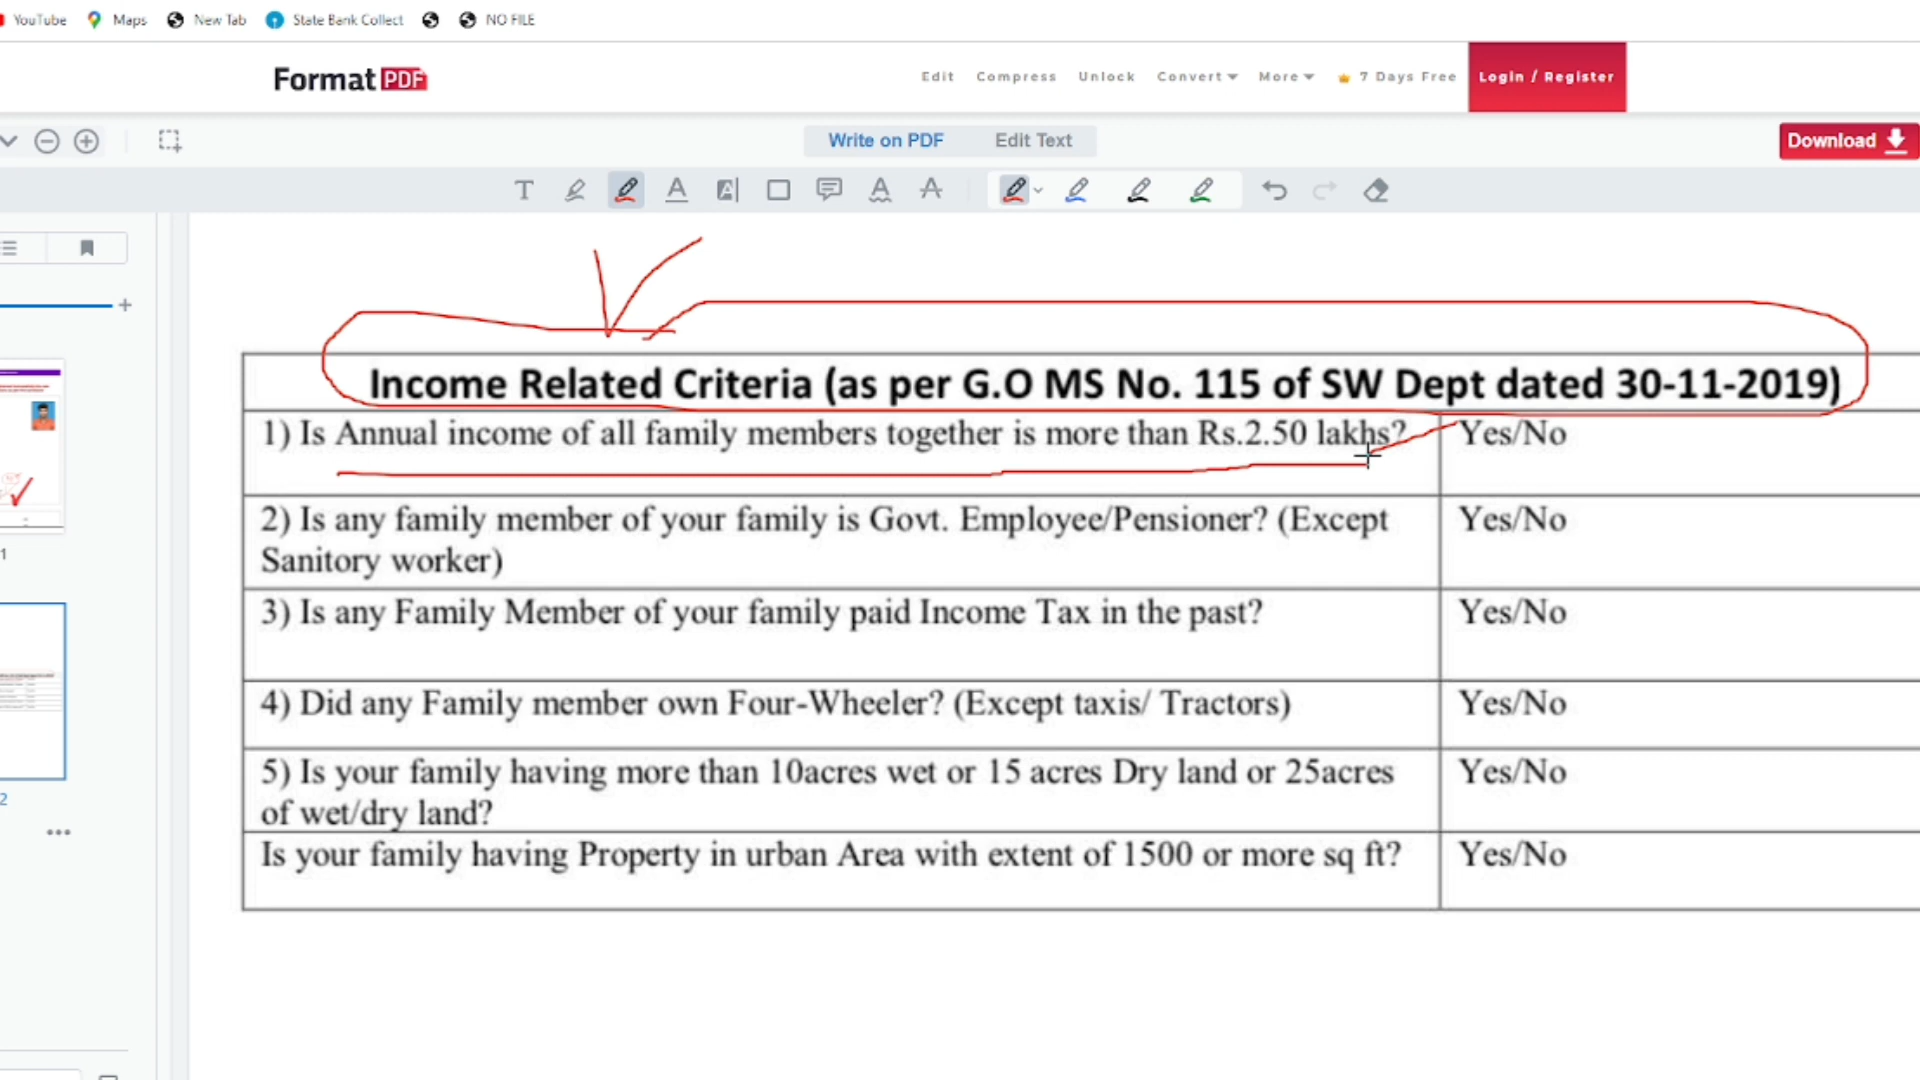 YouTube Maps New Tab State Bank Collect NO FILE
Format PDF
Edit Compress Unlock Convert More 7 Days Free Login / Register
Write on PDF Edit Text Download
Income Related Criteria (as per G.O MS No. 115 of SW Dept dated 30-11-2019)
1) Is Annual income of all family members together is more than Rs.2.50 lakhs? Yes/No
2) Is any family member of your family is Govt. Employee/Pensioner? (Except Yes/No
Sanitory worker)
3) Is any Family Member of your family paid Income Tax in the past? Yes/No
4) Did any Family member own Four-Wheeler? (Except taxis/ Tractors) Yes/No
5) Is your family having more than 10acres wet or 15 acres Dry land or 25acres Yes/No
of wet/dry land?
Is your family having Property in urban Area with extent of 1500 or more sq ft? Yes/No
1
2